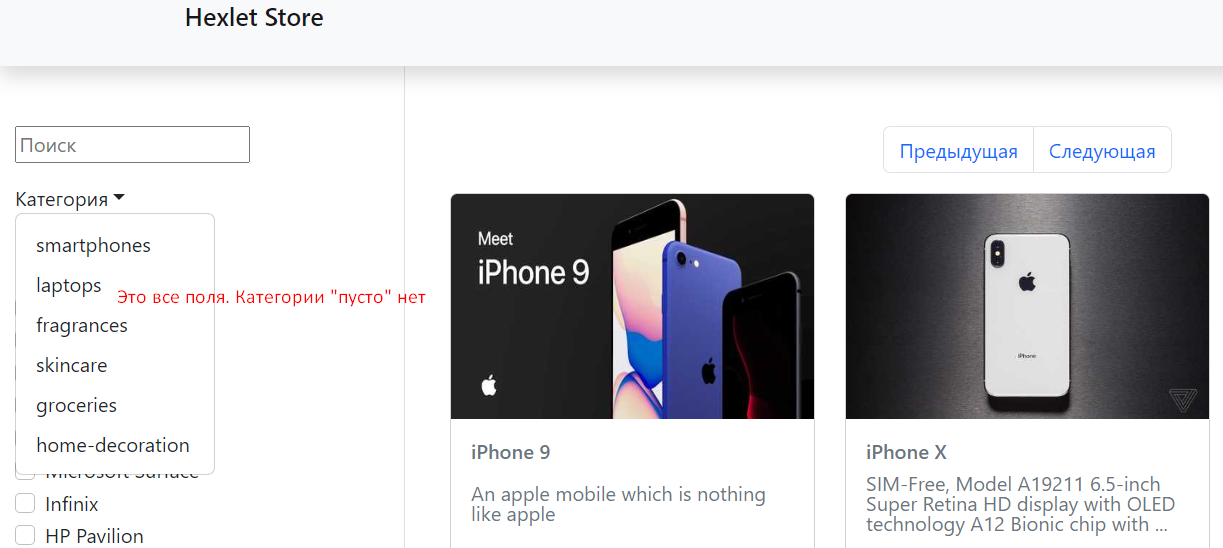 Hexlet Store
Поиск
Предыдущая
Следующая
Категория
smartphones
laptops
Это все поля. Категории "пусто" нет
fragrances
skincare
groceries
home-decoration
Microsoft Surface
Infinix
HP Pavilion
Meet
iPhone 9
iPhone
iPhone 9
An apple mobile which is nothing
like apple
iPhone X
SIM-Free, Model A19211 6.5-inch
Super Retina HD display with OLED
technology A12 Bionic chip with ...